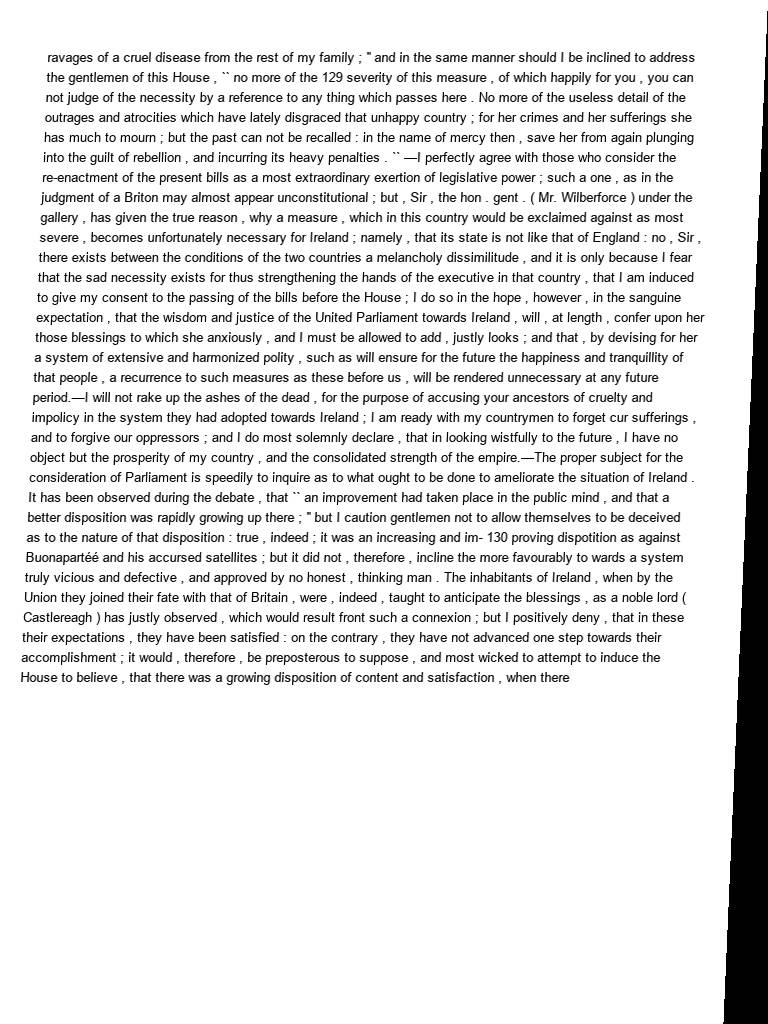 ravages of a cruel disease from the rest of my family ; " and in the same manner should I be inclined to address
the gentlemen of this House , `` no more of the 129 severity of this measure , of which happily for you , you can
not judge of the necessity by a reference to any thing which passes here . No more of the useless detail of the
outrages and atrocities which have lately disgraced that unhappy country ; for her crimes and her sufferings she
has much to mourn ; but the past can not be recalled : in the name of mercy then , save her from again plunging
into the guilt of rebellion , and incurring its heavy penalties . `` —I perfectly agree with those who consider the
re-enactment of the present bills as a most extraordinary exertion of legislative power ; such a one , as in the
judgment of a Briton may almost appear unconstitutional ; but , Sir , the hon . gent . ( Mr. Wilberforce ) under the
gallery , has given the true reason , why a measure , which in this country would be exclaimed against as most
severe , becomes unfortunately necessary for Ireland ; namely , that its state is not like that of England : no , Sir ,
there exists between the conditions of the two countries a melancholy dissimilitude , and it is only because I fear
that the sad necessity exists for thus strengthening the hands of the executive in that country , that I am induced
to give my consent to the passing of the bills before the House ; I do so in the hope , however , in the sanguine
expectation , that the wisdom and justice of the United Parliament towards Ireland , will , at length , confer upon her
those blessings to which she anxiously , and I must be allowed to add , justly looks ; and that , by devising for her
a system of extensive and harmonized polity , such as will ensure for the future the happiness and tranquillity of
that people , a recurrence to such measures as these before us , will be rendered unnecessary at any future
period.—I will not rake up the ashes of the dead , for the purpose of accusing your ancestors of cruelty and
impolicy in the system they had adopted towards Ireland ; I am ready with my countrymen to forget cur sufferings ,
and to forgive our oppressors ; and I do most solemnly declare , that in looking wistfully to the future , I have no
object but the prosperity of my country , and the consolidated strength of the empire.—The proper subject for the
consideration of Parliament is speedily to inquire as to what ought to be done to ameliorate the situation of Ireland .
It has been observed during the debate , that `` an improvement had taken place in the public mind , and that a
better disposition was rapidly growing up there ; " but I caution gentlemen not to allow themselves to be deceived
as to the nature of that disposition : true , indeed ; it was an increasing and im- 130 proving dispotition as against
Buonapartéé and his accursed satellites ; but it did not , therefore , incline the more favourably to wards a system
truly vicious and defective , and approved by no honest , thinking man . The inhabitants of Ireland , when by the
Union they joined their fate with that of Britain , were , indeed , taught to anticipate the blessings , as a noble lord (
Castlereagh ) has justly observed , which would result front such a connexion ; but I positively deny , that in these
their expectations , they have been satisfied : on the contrary , they have not advanced one step towards their
accomplishment ; it would , therefore , be preposterous to suppose , and most wicked to attempt to induce the
House to believe , that there was a growing disposition of content and satisfaction , when there